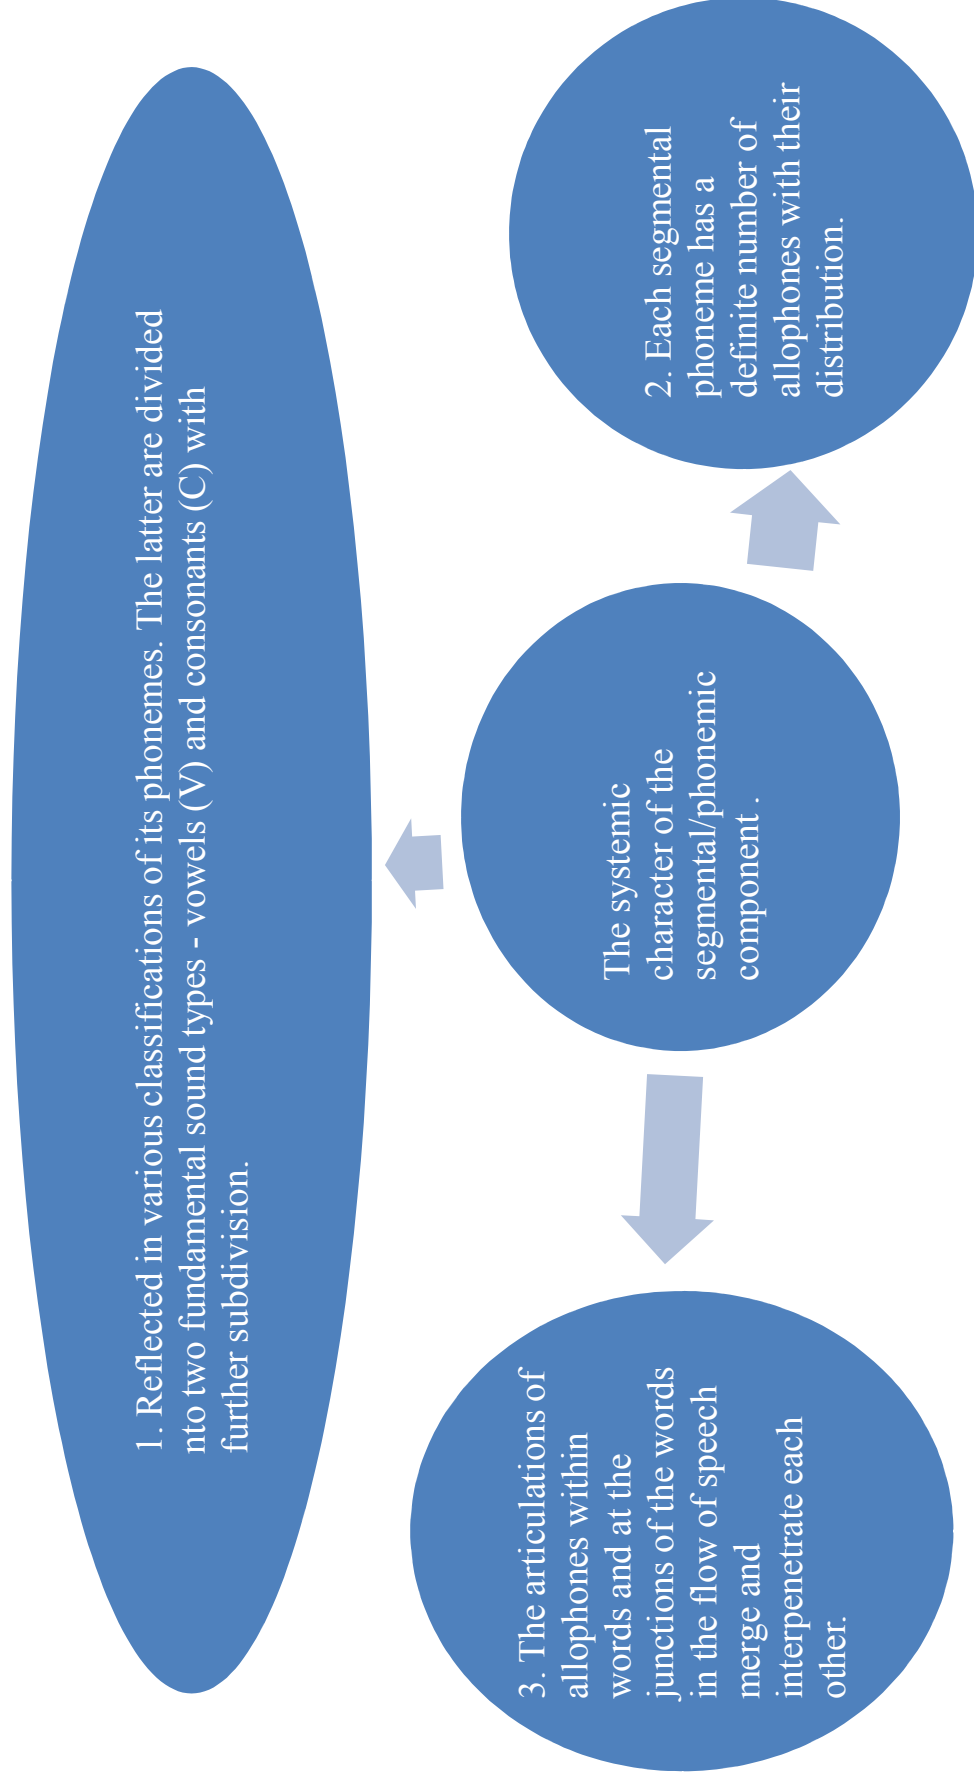 1. Reflected in various classifications of its phonemes. The latter are divided
nto two fundamental sound types - vowels (V) and consonants (C) with
further subdivision.
The systemic
character of the
segmental/phonemic
component .
2. Each segmental
phoneme has a
definite number of
allophones with their
distribution.
3. The articulations of
allophones within
words and at the
junctions of the words
in the flow of speech
merge and
interpenetrate each
other.